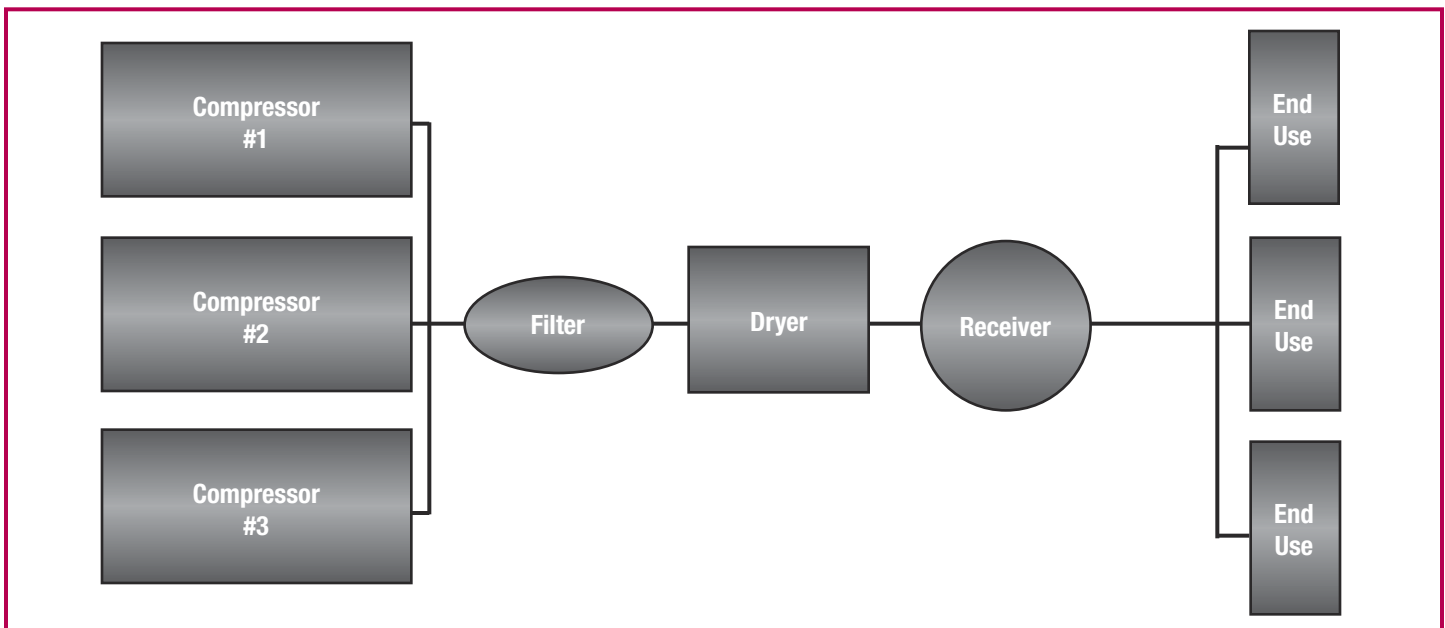 Compressor
#1
Compressor
#2
Compressor
#3
Filter
Dryer
Receiver
End
Use
End
Use
End
Use